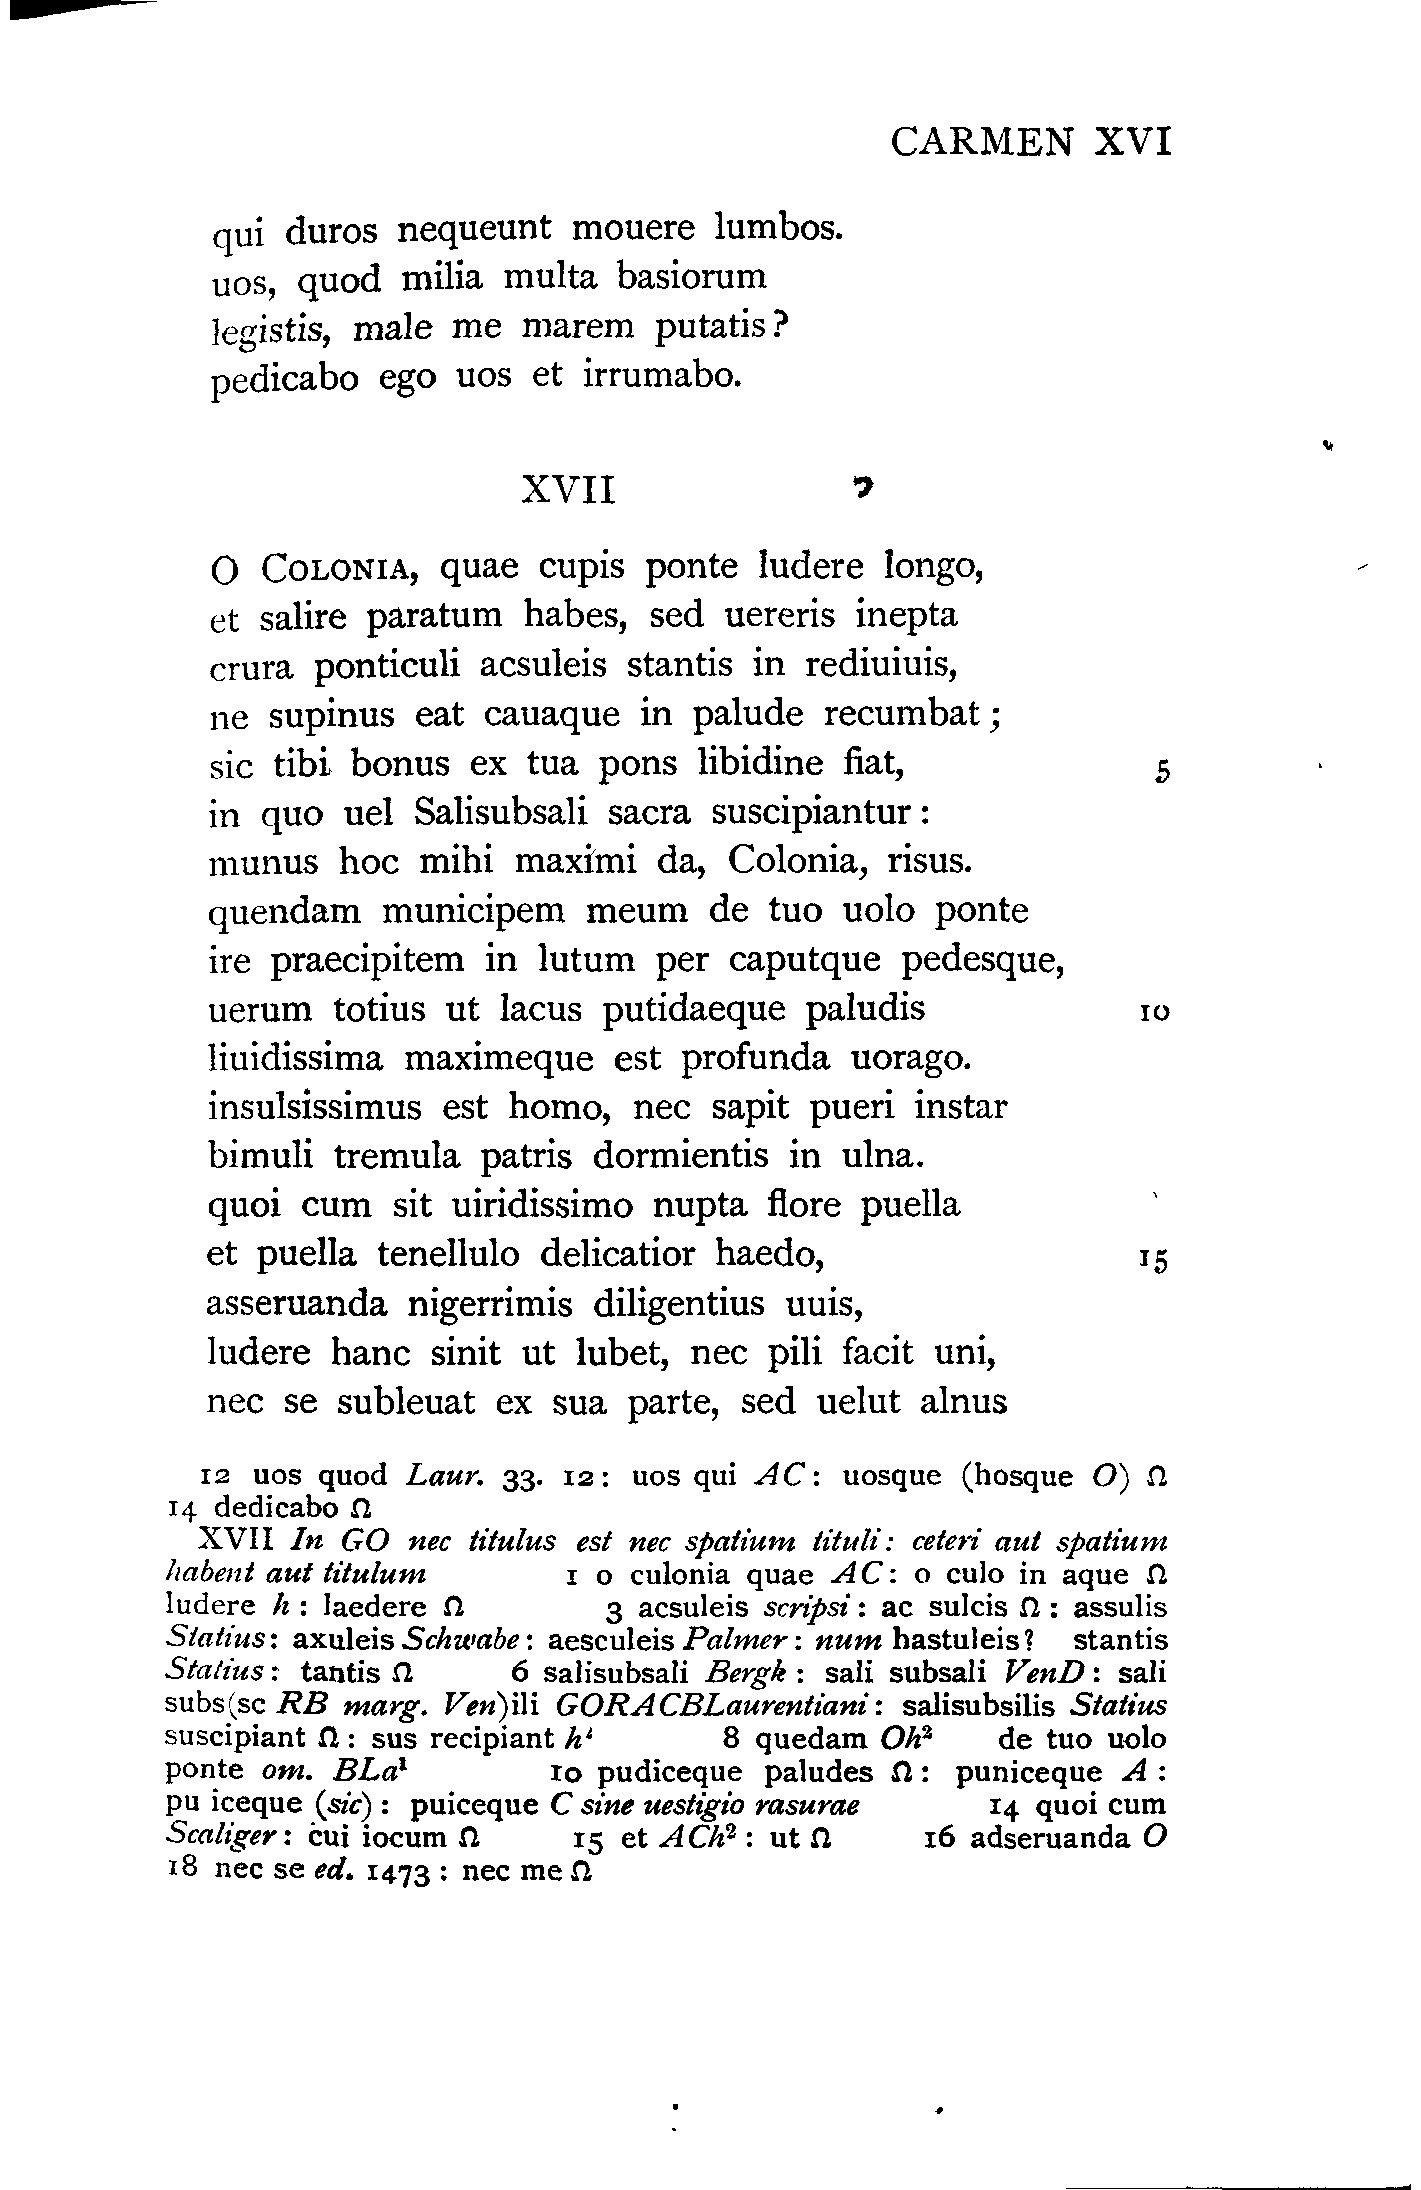 CARMEN XVI
qui duros nequeunt mouere lumbos.
uos, quod milia multa basiorum
legistis, male me marem putatis?
pedicabo ego uos et irrumabo.
XVII
O COLONIA, quae cupis ponte ludere longo,
et salire paratum habes, sed uereris inepta
crura ponticuli acsuleis stantis in rediuiuis,
ne supinus eat cauaque in palude recumbat;
sic tibi bonus ex tua pons libidine fiat, 5
in quo uel Salisubsali sacra suscipiantur:
munus hoc mihi maximi da, Colonia, risus.
quendam municipem meum de tuo uolo ponte
ire praecipitem in lutum per caputque pedesque,
uerum totius ut lacus putidaeque paludis 10
liuidissima maximeque est profunda uorago.
insulsissimus est homo, nec sapit pueri instar
bimuli tremula patris dormientis in ulna.
quoi cum sit uiridissimo nupta flore puella
et puella tenellulo delicatior haedo, 15
asseruanda nigerrimis diligentius uuis,
ludere hanc sinit ut lubet, nec pili facit uni,
nec se subleuat ex sua parte, sed uelut alnus
12 uos quod Laur. 33. 12: uos qui AC: uosque (hosque O) Ω
14 dedicabo Ω
XVII In GO nec titulus est nec spatium tituli: ceteri aut spatium
habent aut titulum 1 o culonia quae AC: o culo in aque Ω
ludere h: laedere Ω 3 acsuleis scripsi: ac sulcis Ω: assulis
Statius: axuleis Schwabe: aesculeis Palmer: num hastuleis? stantis
Statius: tantis Ω 6 salisubsali Bergk: sali subsali VenD: sali
subs(sc RB marg. Ven)ili GORACBLaurentiani: salisubsilis Statius
suscipiant Ω: sus recipiant h¹ 8 quedam Oh² de tuo uolo
ponte om. BLa¹ 10 pudiceque paludes Ω: puniceque A:
pu iceque (sic): puiceque C sine uestigio rasurae 14 quoi cum
Scaliger: cui iocum Ω 15 et ACh²: ut Ω 16 adseruanda O
18 nec se ed. 1473: nec me Ω